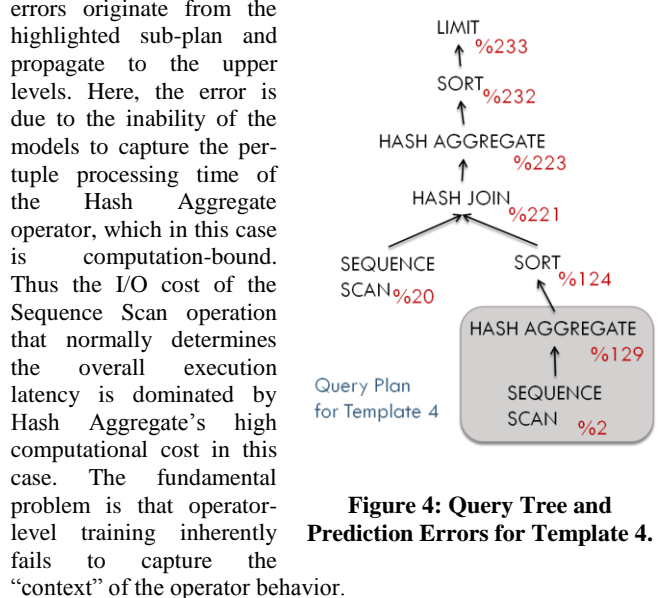 errors originate from the
highlighted sub-plan and
propagate to the upper
levels. Here, the error is
due to the inability of the
models to capture the per-
tuple processing time of
the Hash Aggregate
operator, which in this case
is computation-bound.
Thus the I/O cost of the
Sequence Scan operation
that normally determines
the overall execution
latency is dominated by
Hash Aggregate’s high
computational cost in this
case. The fundamental
problem is that operator-
level training inherently
fails to capture the
“context” of the operator behavior.
LIMIT
%233
SORT
%232
HASH AGGREGATE
%223
HASH JOIN
%221
SEQUENCE
SCAN %20
SORT
%124
HASH AGGREGATE
%129
SEQUENCE
SCAN %2
Query Plan
for Template 4
Figure 4: Query Tree and
Prediction Errors for Template 4.